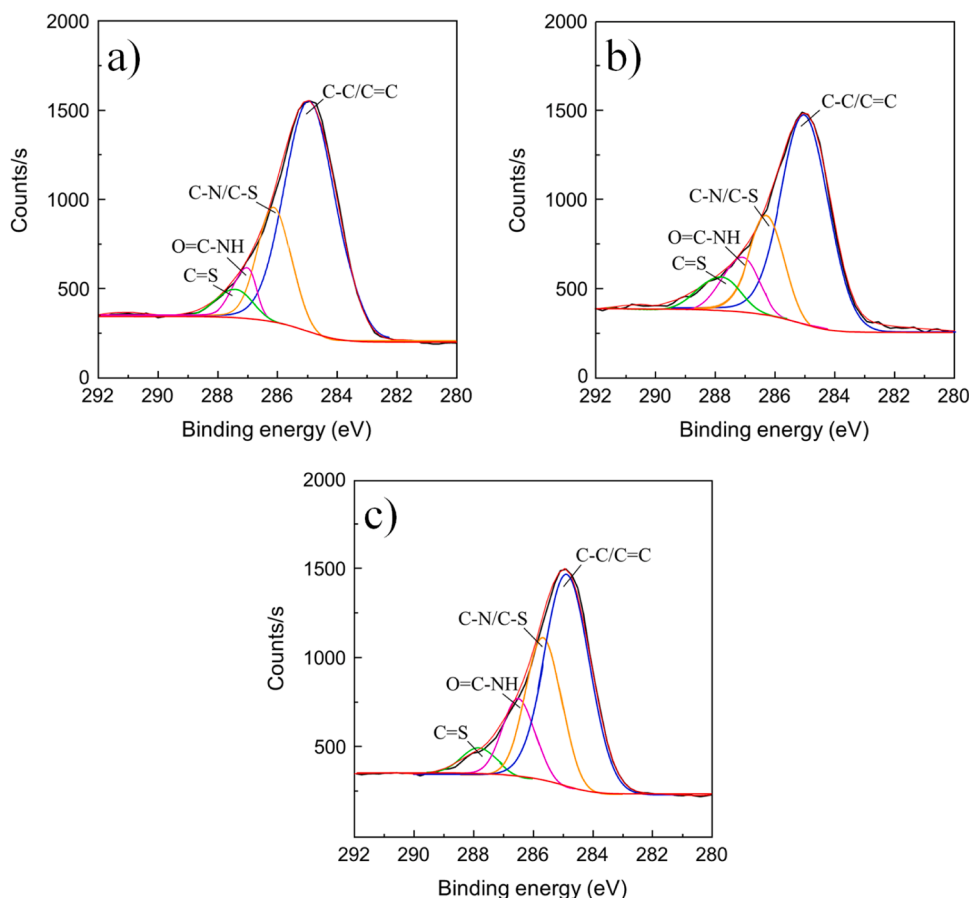 a)
2000
1500
1000
500
0
Counts/s
C-C/C=C
C-N/C-S
O=C-NH
C=S
292 290 288 286 284 282 280
Binding energy (eV)
b)
2000
1500
1000
500
0
Counts/s
C-C/C=C
C-N/C-S
O=C-NH
C=S
292 290 288 286 284 282 280
Binding energy (eV)
c)
2000
1500
1000
500
0
Counts/s
C-C/C=C
C-N/C-S
O=C-NH
C=S
292 290 288 286 284 282 280
Binding energy (eV)